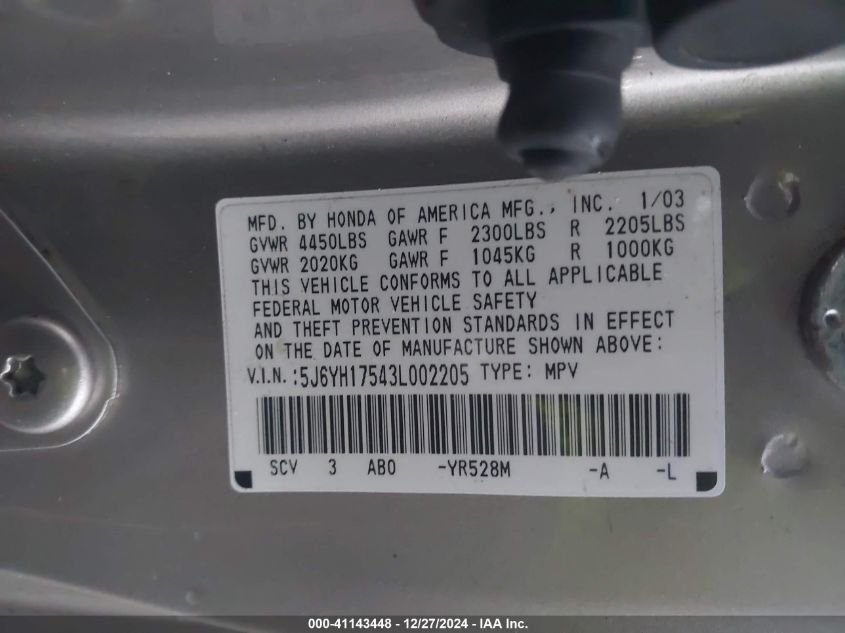 MFD. BY HONDA OF AMERICA MFG., INC. 1/03
GVWR 4450LBS GAWR F 2300LBS R 2205LBS
GVWR 2020KG GAWR F 1045KG R 1000KG
THIS VEHICLE CONFORMS TO ALL APPLICABLE
FEDERAL MOTOR VEHICLE SAFETY
AND THEFT PREVENTION STANDARDS IN EFFECT
ON THE DATE OF MANUFACTURE SHOWN ABOVE:
V.I.N.:5J6YH17543L002205 TYPE: MPV
SCV 3 ABO -YR528M -A -L
000-41143448 - 12/27/2024 - IAA Inc.